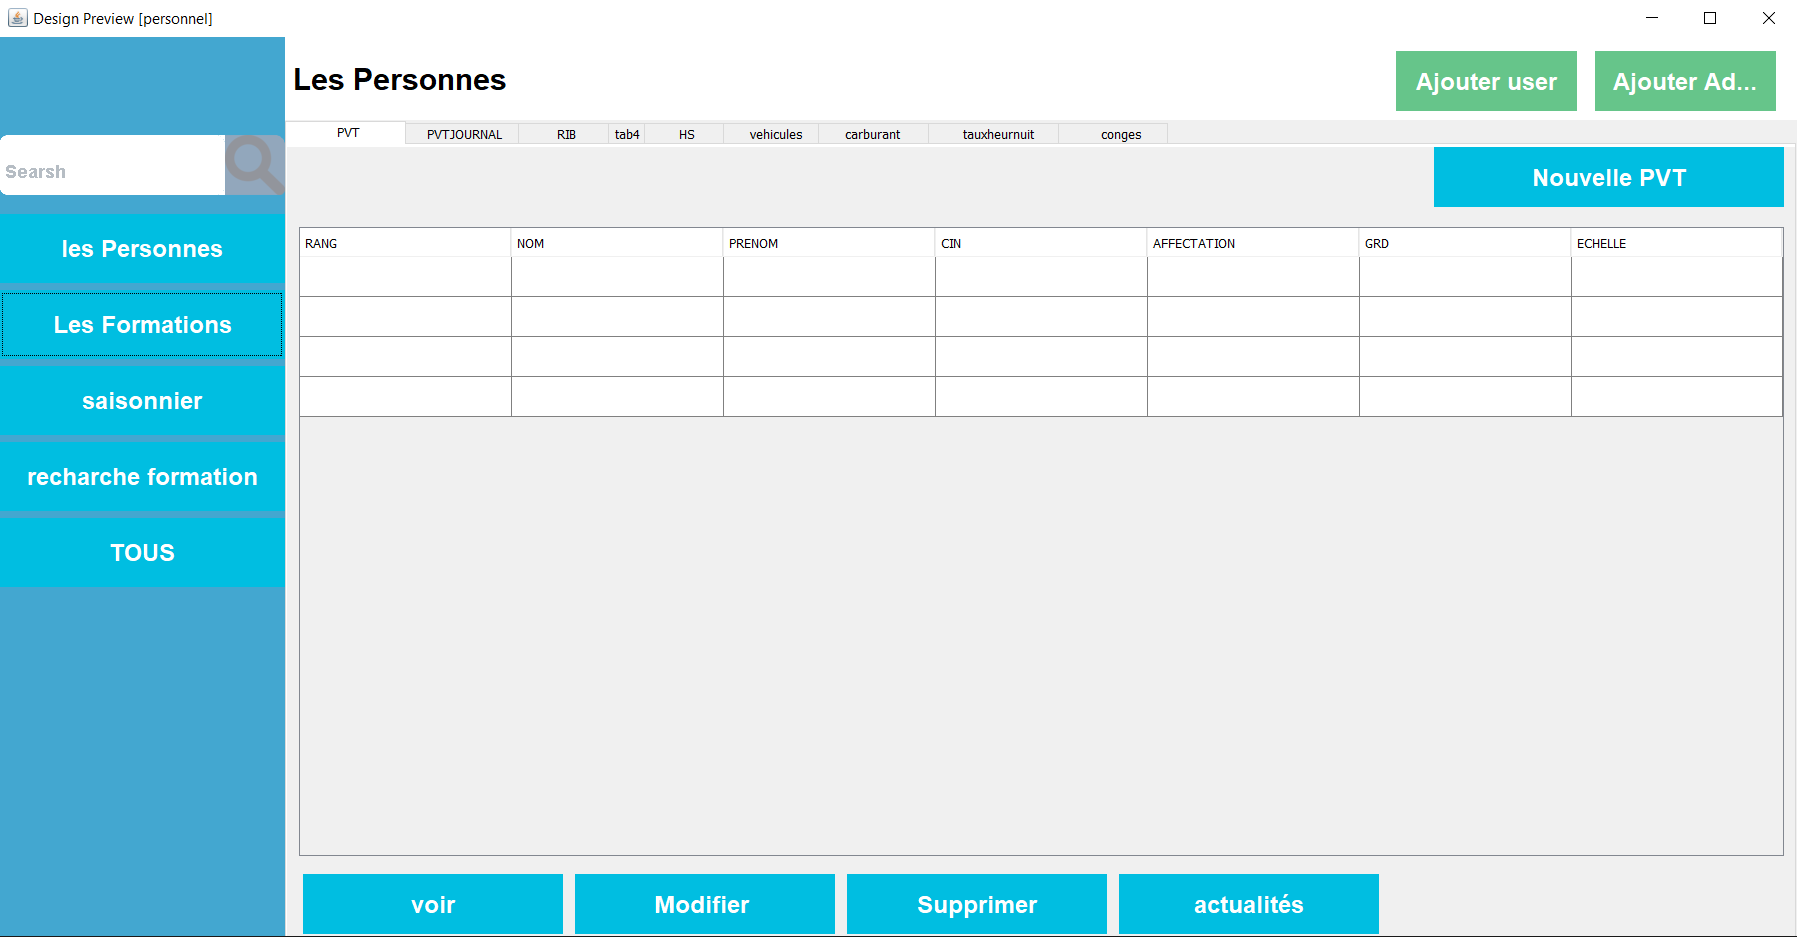 Design Preview [personnel]
Les Personnes
Ajouter user
Ajouter Ad...
PVT
PVTJOURNAL
RIB
tab4
HS
vehicules
carburant
tauxheurnuit
conges
Searsh
Nouvelle PVT
les Personnes
Les Formations
saisonnier
recharche formation
TOUS
RANG
NOM
PRENOM
CIN
AFFECTATION
GRD
ECHELLE
voir
Modifier
Supprimer
actualités